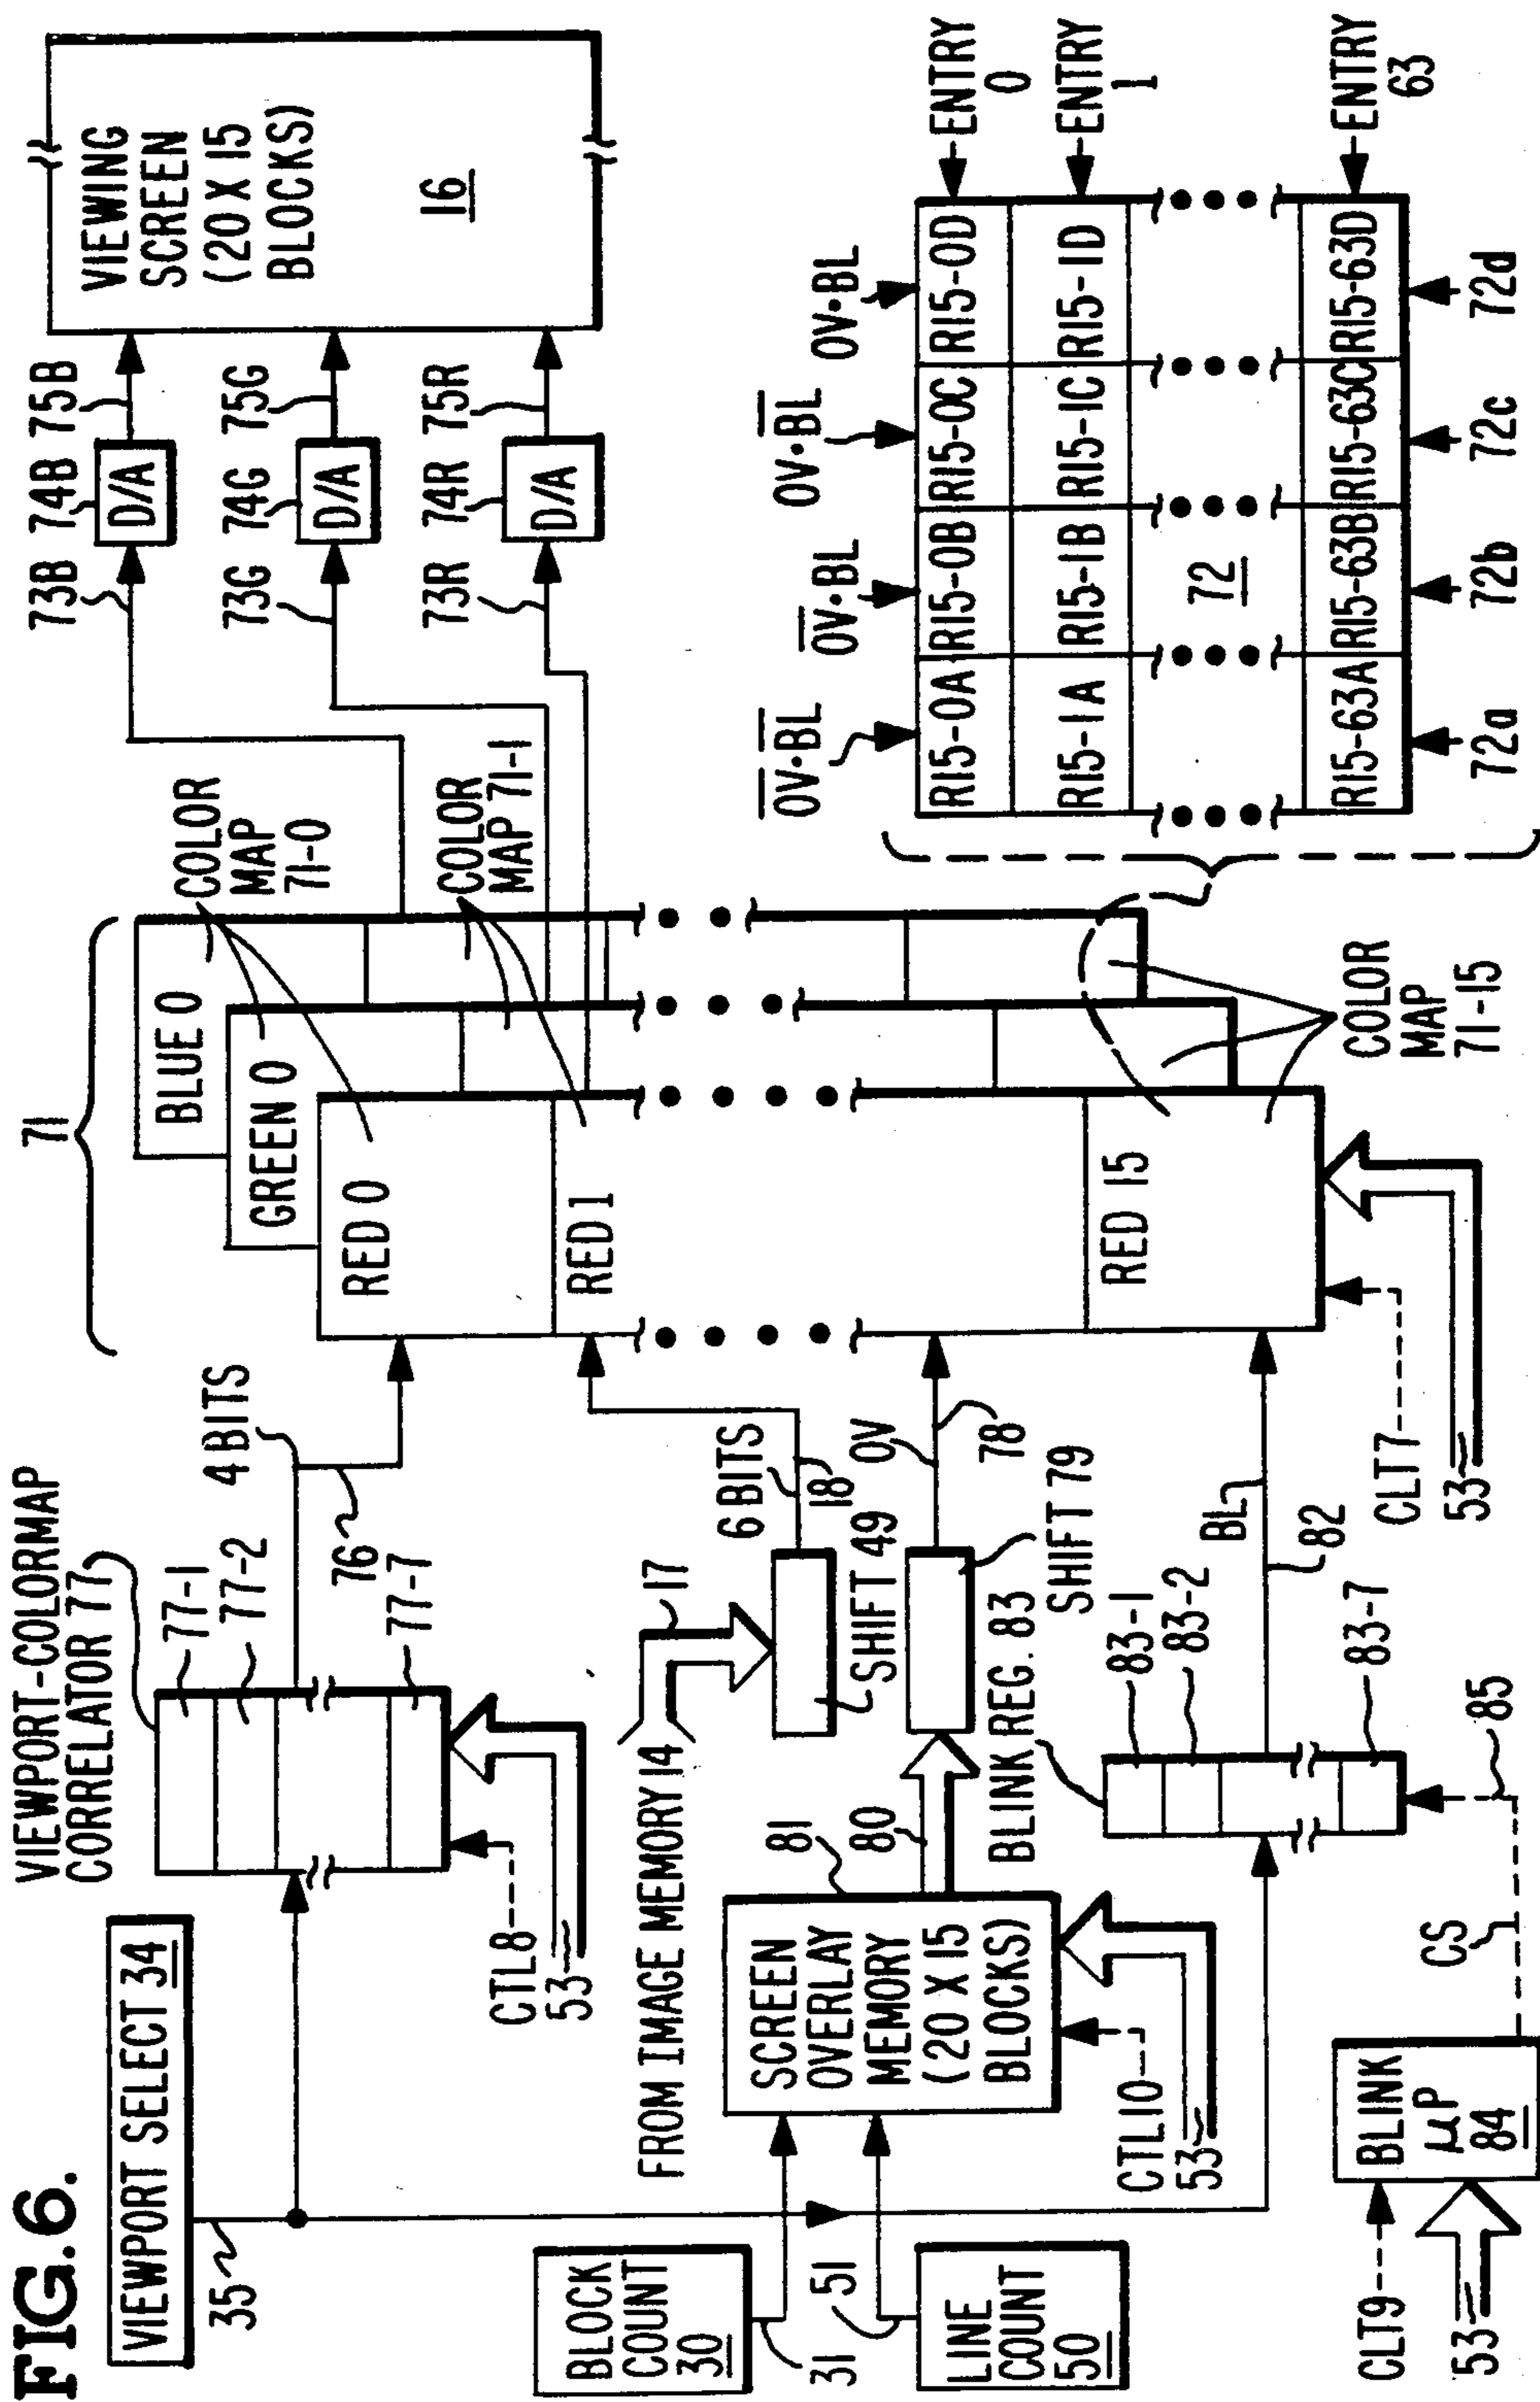 FIG.6.
VIEWPORT SELECT 34
35
VIEWPORT-COLORMAP
CORRELATOR 77
77-1
77-2
77-7
4 BITS
76
CTL8
53
BLOCK
COUNT
30
31
LINE
COUNT
50
51
FROM IMAGE MEMORY 14
17
6 BITS
18
SHIFT 49
SCREEN
OVERLAY
MEMORY
(20 X 15
BLOCKS)
81
80
CTL10
53
OV
78
SHIFT 79
BLINK REG. 83
83-1
83-2
83-7
BL
82
85
CS
CLT9
53
BLINK
μP
84
71
BLUE 0
GREEN 0
RED 0
RED 1
RED 15
CLT7
53
COLOR
MAP
71-0
COLOR
MAP 71-1
COLOR
MAP
71-15
73B
74B
75B
D/A
73G
74G
75G
D/A
73R
74R
75R
D/A
VIEWING
SCREEN
(20 X 15
BLOCKS)
16
O̅V̅·B̅L̅
O̅V̅·BL
OV·B̅L̅
OV·BL
R15-0A R15-0B R15-0C R15-0D
ENTRY
0
R15-1A R15-1B R15-1C R15-1D
ENTRY
1
72
R15-63A R15-63B R15-63C R15-63D
ENTRY
63
72a
72b
72c
72d